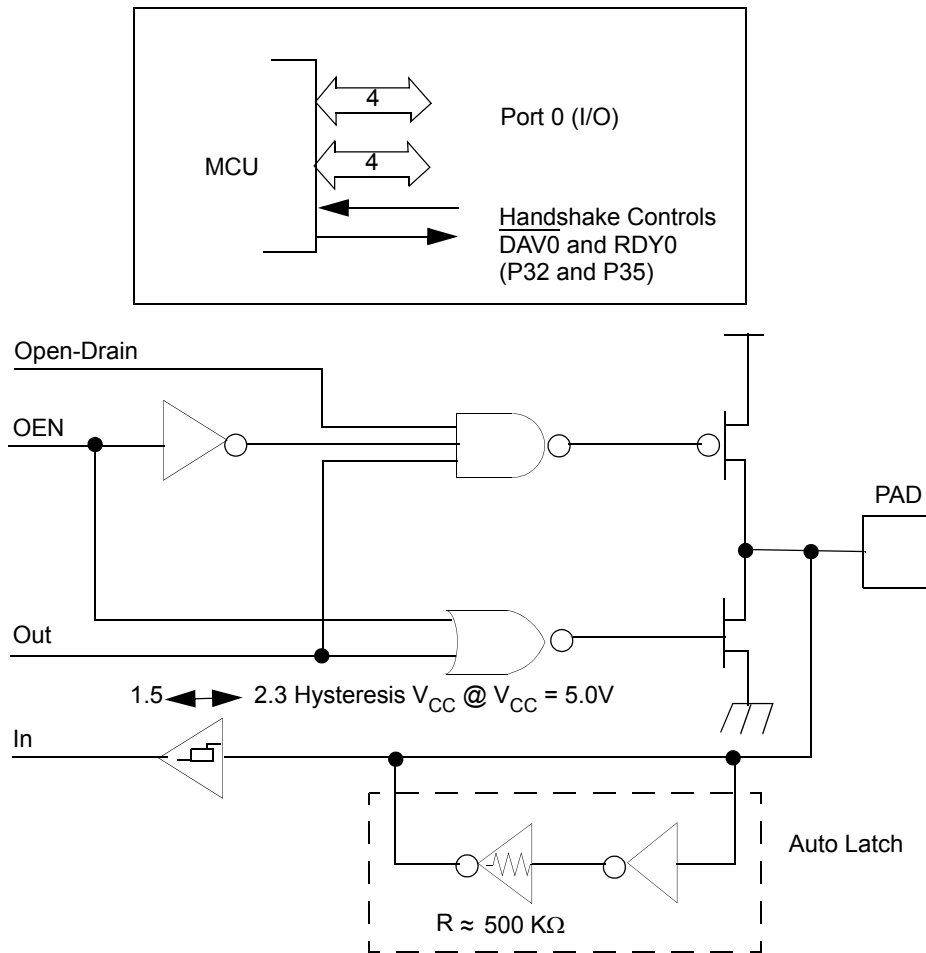 4
Port 0 (I/O)
MCU
4
Handshake Controls
DAV0 and RDY0
(P32 and P35)
Open-Drain
OEN
PAD
Out
1.5 2.3 Hysteresis VCC @ VCC = 5.0V
In
Auto Latch
R ≈ 500 KΩ